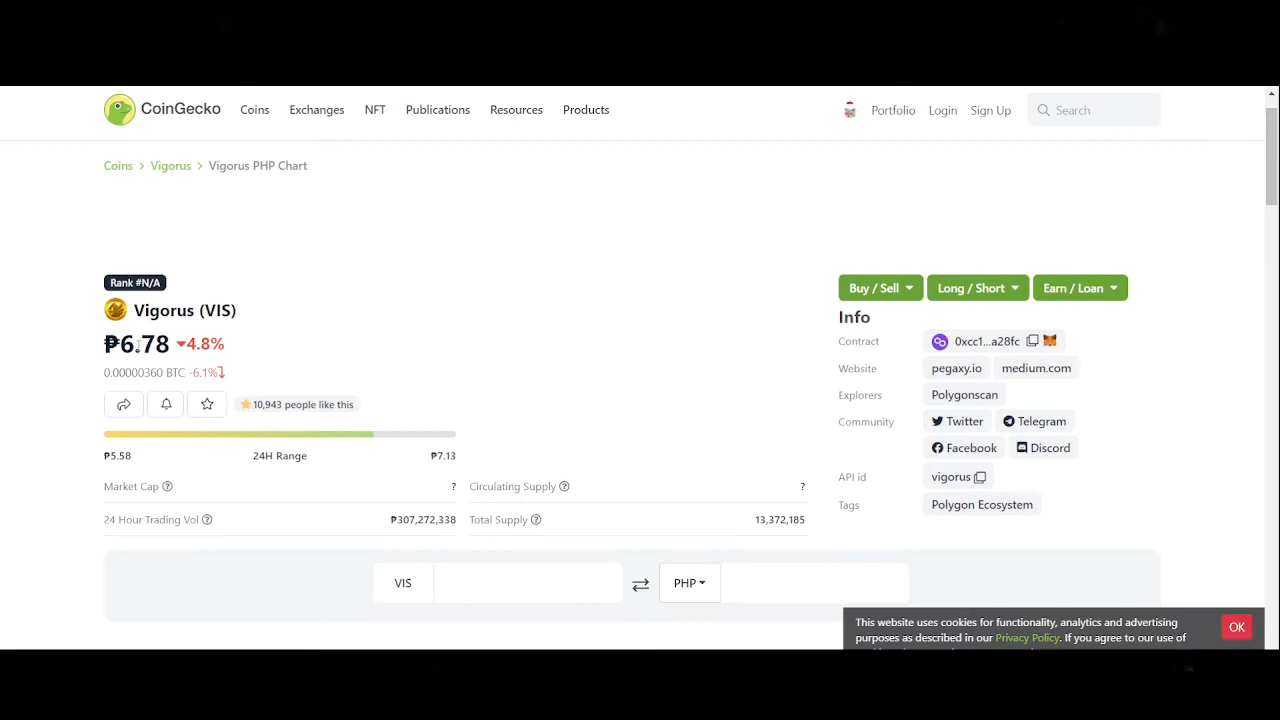 CoinGecko Coins Exchanges NFT Publications Resources Products Portfolio Login Sign Up Search
Coins > Vigorus > Vigorus PHP Chart
Rank #N/A
Vigorus (VIS)
₱6.78 4.8%
0.00000360 BTC -6.1%
10,943 people like this
₱5.58 24H Range ₱7.13
Market Cap ? ?
Circulating Supply ? ?
24 Hour Trading Vol ? ₱307,272,338
Total Supply ? 13,372,185
Buy / Sell Long / Short Earn / Loan
Info
Contract 0xcc1...a28fc
Website pegaxy.io medium.com
Explorers Polygonscan
Community Twitter Telegram
Facebook Discord
API id vigorus
Tags Polygon Ecosystem
VIS PHP
This website uses cookies for functionality, analytics and advertising
purposes as described in our Privacy Policy. If you agree to our use of
OK